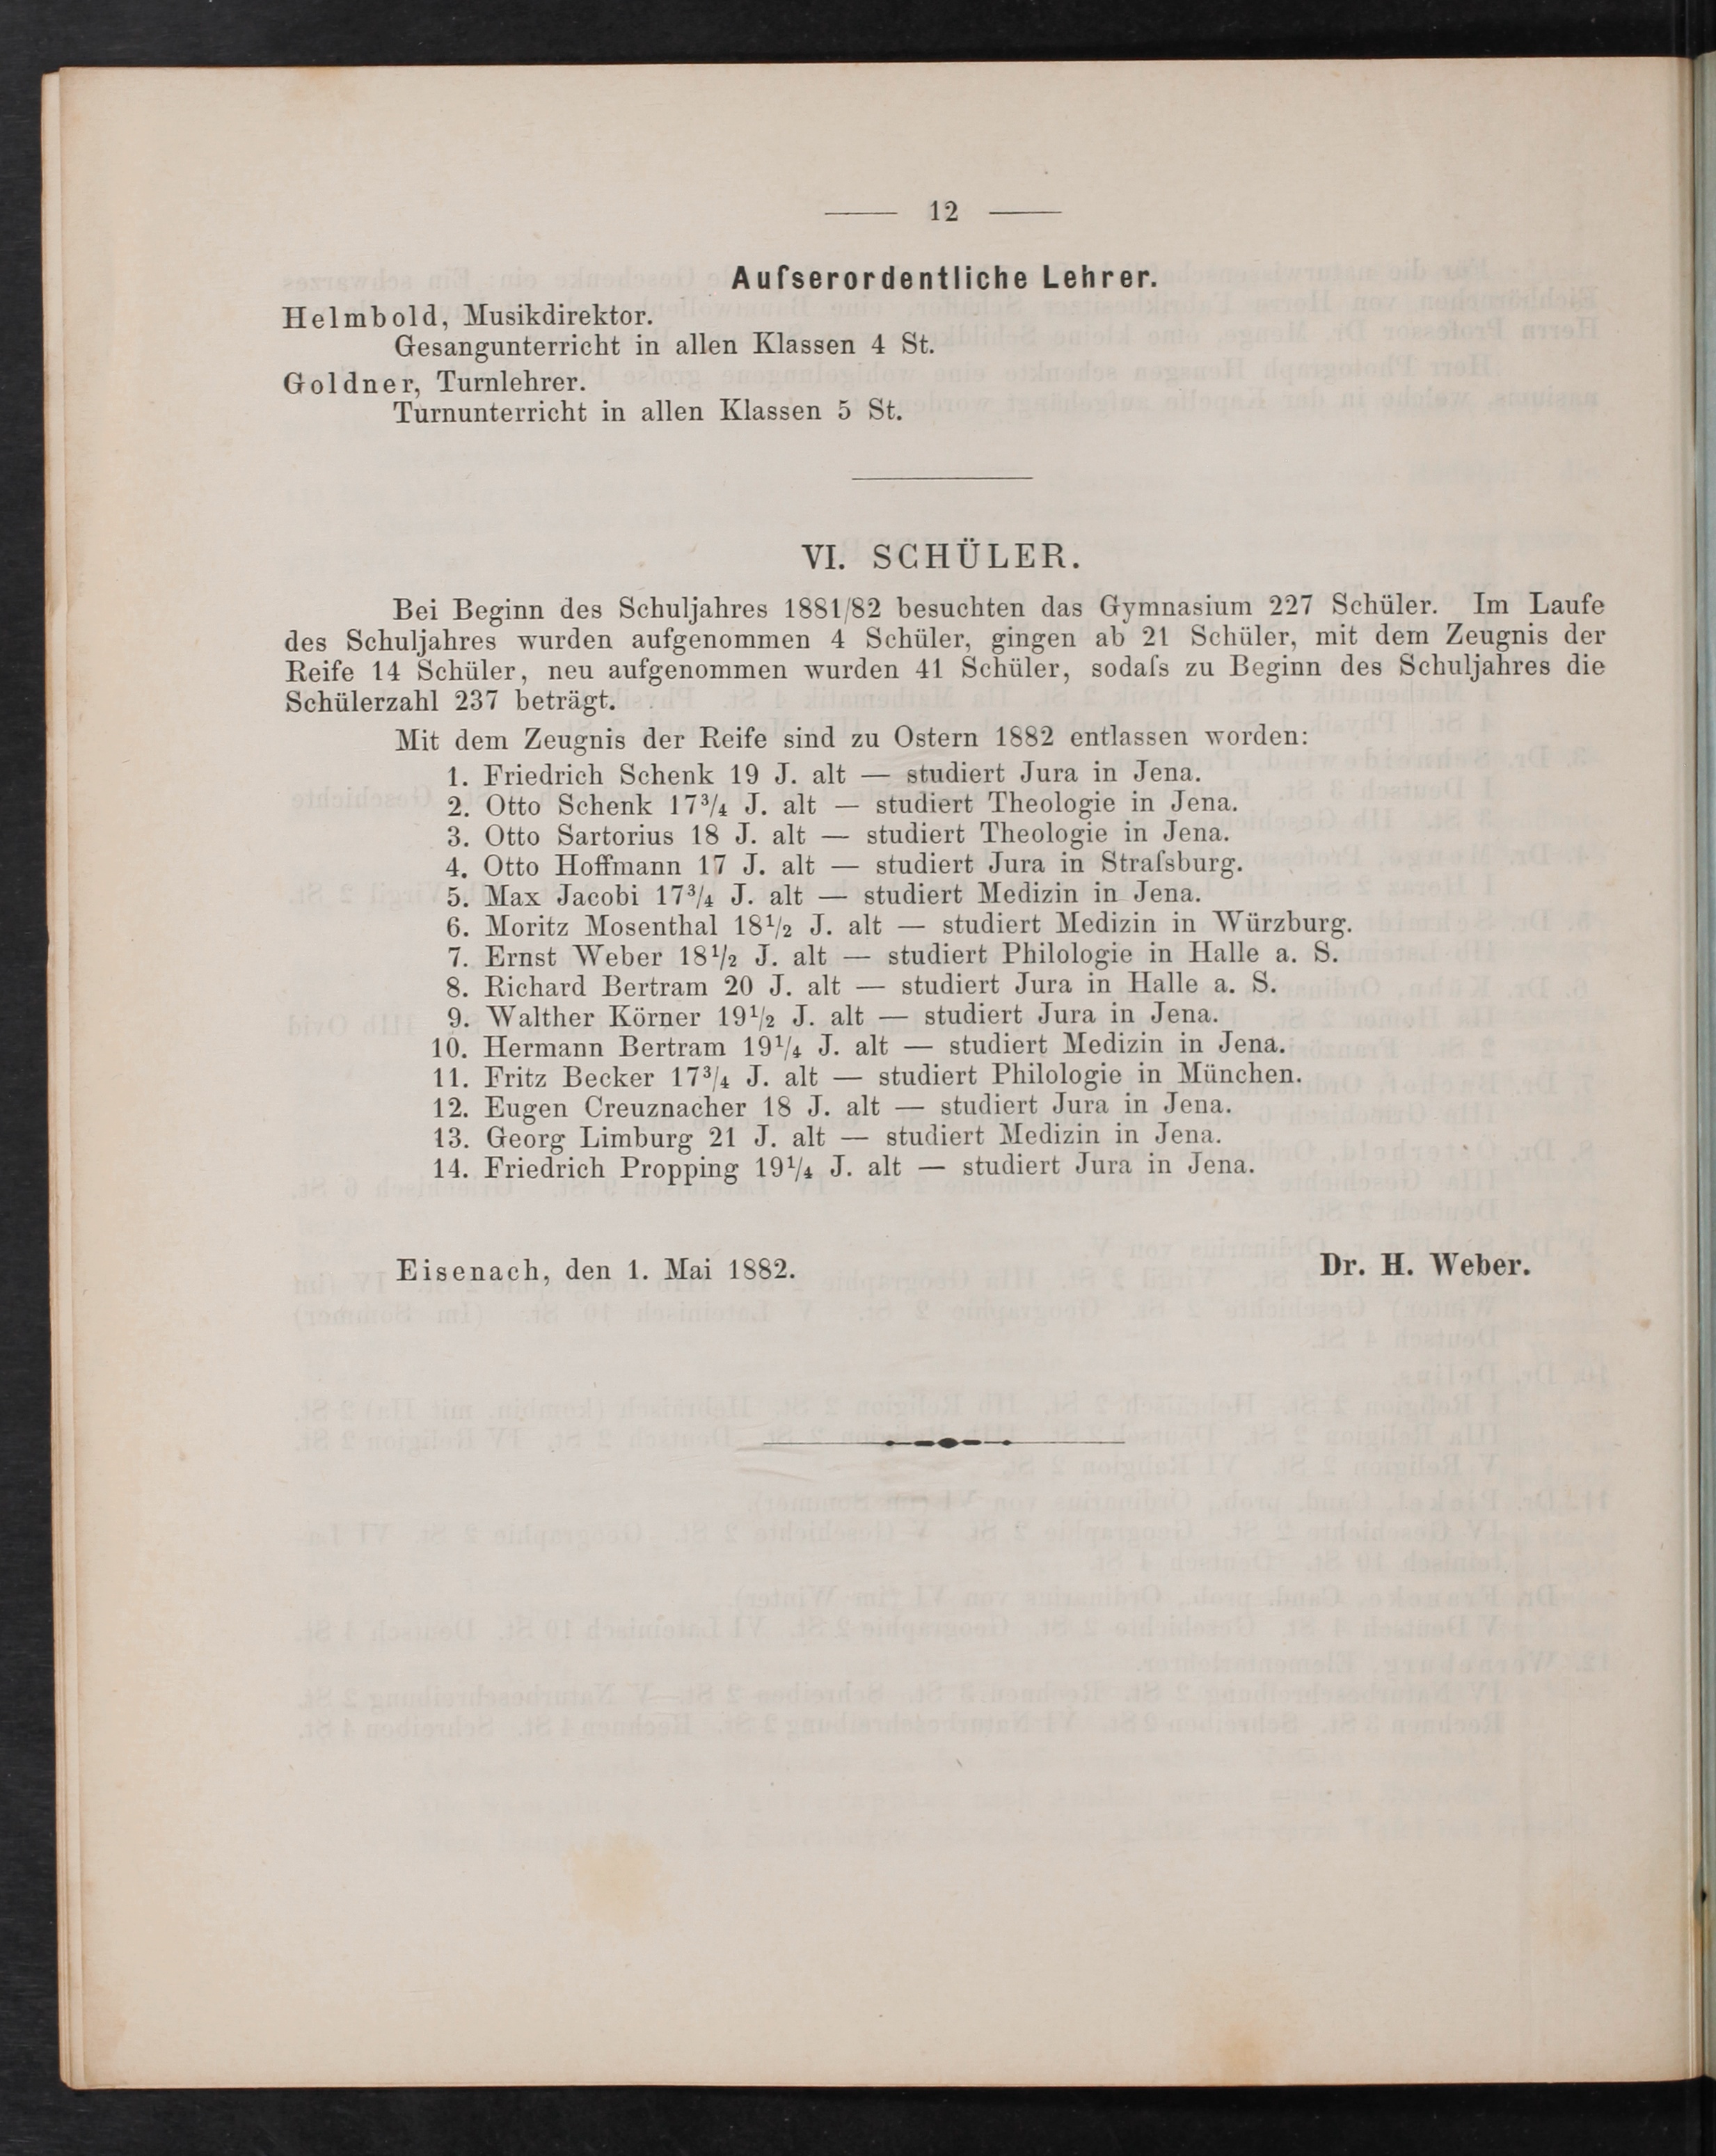 12
Auſserordentliche Lehrer.
Helmbold, Musikdirektor.
Gesangunterricht in allen Klassen 4 St.
Goldner, Turnlehrer.
Turnunterricht in allen Klassen 5 St.
VI. SCHÜLER.
Bei Beginn des Schuljahres 1881/82 besuchten das Gymnasium 227 Schüler. Im Laufe
des Schuljahres wurden aufgenommen 4 Schüler, gingen ab 21 Schüler, mit dem Zeugnis der
Reife 14 Schüler, neu aufgenommen wurden 41 Schüler, sodaſs zu Beginn des Schuljahres die
Schülerzahl 237 beträgt.
Mit dem Zeugnis der Reife sind zu Ostern 1882 entlassen worden:
1. Friedrich Schenk 19 J. alt — studiert Jura in Jena.
2. Otto Schenk 17³/₄ J. alt — studiert Theologie in Jena.
3. Otto Sartorius 18 J. alt — studiert Theologie in Jena.
4. Otto Hoffmann 17 J. alt — studiert Jura in Straſsburg.
5. Max Jacobi 17³/₄ J. alt — studiert Medizin in Jena.
6. Moritz Mosenthal 18¹/₂ J. alt — studiert Medizin in Würzburg.
7. Ernst Weber 18¹/₂ J. alt — studiert Philologie in Halle a. S.
8. Richard Bertram 20 J. alt — studiert Jura in Halle a. S.
9. Walther Körner 19¹/₂ J. alt — studiert Jura in Jena.
10. Hermann Bertram 19¹/₄ J. alt — studiert Medizin in Jena.
11. Fritz Becker 17³/₄ J. alt — studiert Philologie in München.
12. Eugen Creuznacher 18 J. alt — studiert Jura in Jena.
13. Georg Limburg 21 J. alt — studiert Medizin in Jena.
14. Friedrich Propping 19¹/₄ J. alt — studiert Jura in Jena.
Eisenach, den 1. Mai 1882. Dr. H. Weber.